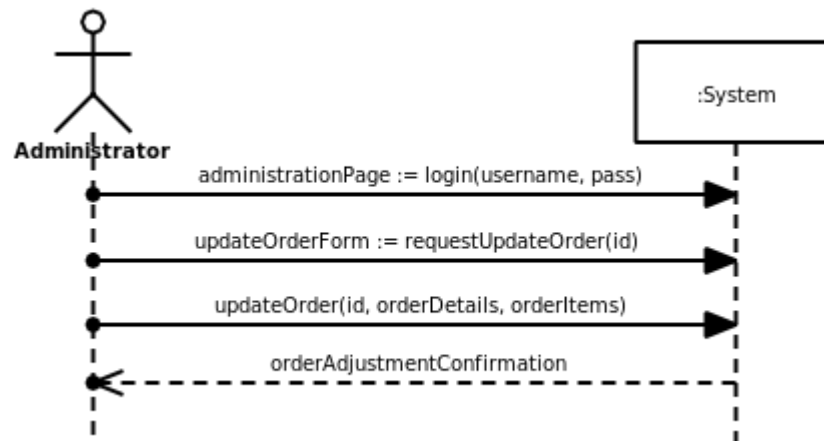 :System
Administrator
administrationPage := login(username, pass)
updateOrderForm := requestUpdateOrder(id)
updateOrder(id, orderDetails, orderItems)
orderAdjustmentConfirmation